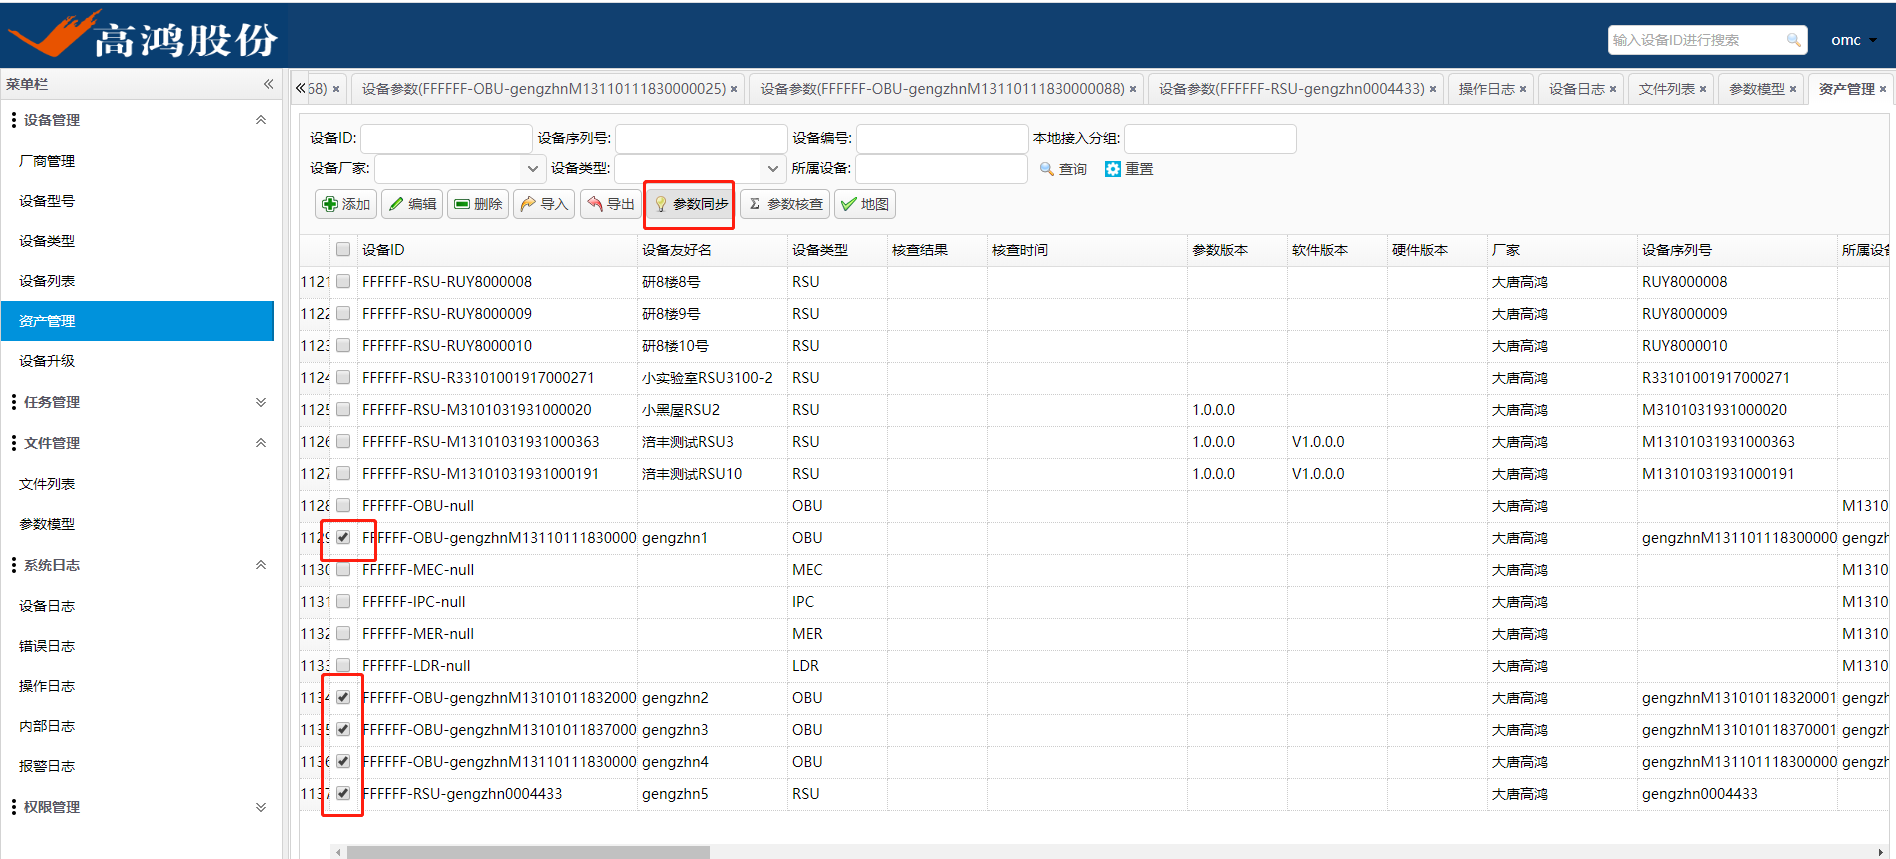 高鸿股份
输入设备ID进行搜索
omc
菜单栏
68)
设备参数(FFFFFF-OBU-gengzhnM13110111830000025)
设备参数(FFFFFF-OBU-gengzhnM13110111830000088)
设备参数(FFFFFF-RSU-gengzhn0004433)
操作日志
设备日志
文件列表
参数模型
资产管理
设备管理
厂商管理
设备型号
设备类型
设备列表
资产管理
设备升级
任务管理
文件管理
文件列表
参数模型
系统日志
设备日志
错误日志
操作日志
内部日志
报警日志
权限管理
设备ID: 设备序列号: 设备编号: 本地接入分组:
设备厂家: 设备类型: 所属设备: 查询 重置
添加 编辑 删除 导入 导出 参数同步 参数核查 地图
设备ID 设备友好名 设备类型 核查结果 核查时间 参数版本 软件版本 硬件版本 厂家 设备序列号 所属设备
1121 FFFFFF-RSU-RUY8000008 研8楼8号 RSU 大唐高鸿 RUY8000008
1122 FFFFFF-RSU-RUY8000009 研8楼9号 RSU 大唐高鸿 RUY8000009
1123 FFFFFF-RSU-RUY8000010 研8楼10号 RSU 大唐高鸿 RUY8000010
1124 FFFFFF-RSU-R33101001917000271 小实验室RSU3100-2 RSU 大唐高鸿 R33101001917000271
1125 FFFFFF-RSU-M3101031931000020 小黑屋RSU2 RSU 1.0.0.0 大唐高鸿 M3101031931000020
1126 FFFFFF-RSU-M13101031931000363 涪丰测试RSU3 RSU 1.0.0.0 V1.0.0.0 大唐高鸿 M13101031931000363
1127 FFFFFF-RSU-M13101031931000191 涪丰测试RSU10 RSU 1.0.0.0 V1.0.0.0 大唐高鸿 M13101031931000191
1128 FFFFFF-OBU-null OBU 大唐高鸿 M1310
1129 FFFFFF-OBU-gengzhnM13110111830000 gengzhn1 OBU 大唐高鸿 gengzhnM131101118300000 gengzh
1130 FFFFFF-MEC-null MEC 大唐高鸿 M1310
1131 FFFFFF-IPC-null IPC 大唐高鸿 M1310
1132 FFFFFF-MER-null MER 大唐高鸿 M1310
1133 FFFFFF-LDR-null LDR 大唐高鸿 M1310
1134 FFFFFF-OBU-gengzhnM13101011832000 gengzhn2 OBU 大唐高鸿 gengzhnM131010118320001 gengzh
1135 FFFFFF-OBU-gengzhnM13101011837000 gengzhn3 OBU 大唐高鸿 gengzhnM131010118370001 gengzh
1136 FFFFFF-OBU-gengzhnM13110111830000 gengzhn4 OBU 大唐高鸿 gengzhnM131101118300000 gengzh
1137 FFFFFF-RSU-gengzhn0004433 gengzhn5 RSU 大唐高鸿 gengzhn0004433